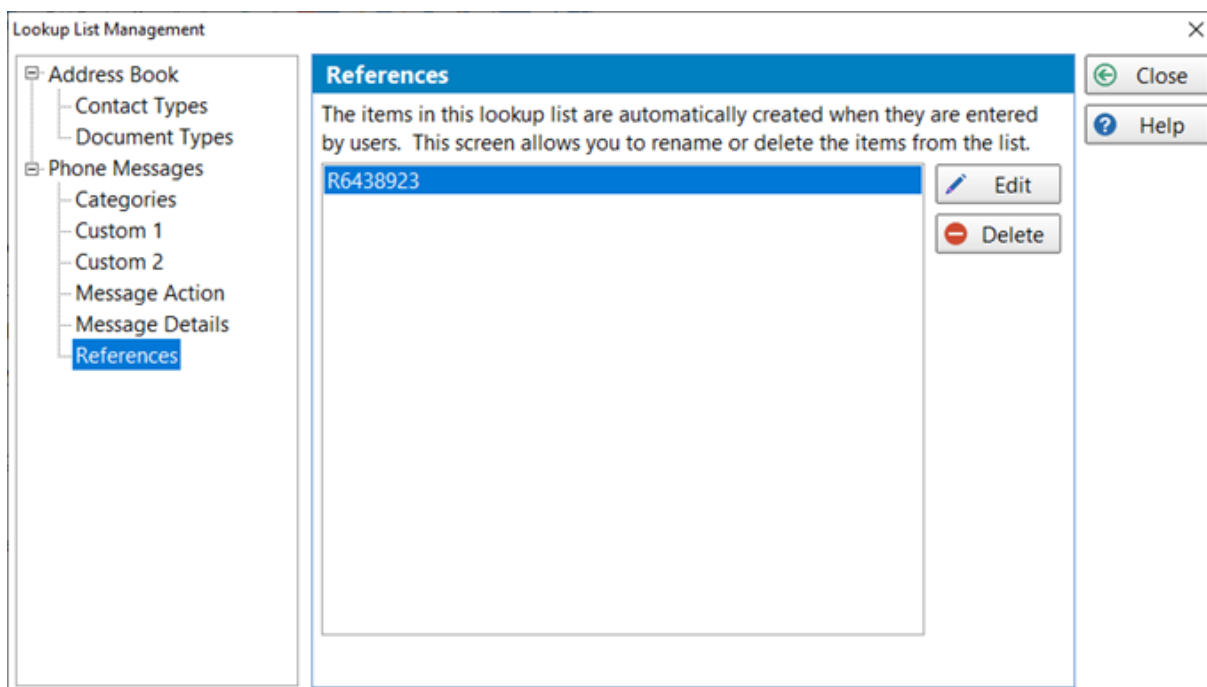 Lookup List Management
Address Book
Contact Types
Document Types
Phone Messages
Categories
Custom 1
Custom 2
Message Action
Message Details
References
References
The items in this lookup list are automatically created when they are entered
by users.  This screen allows you to rename or delete the items from the list.
R6438923
Edit
Delete
Close
Help